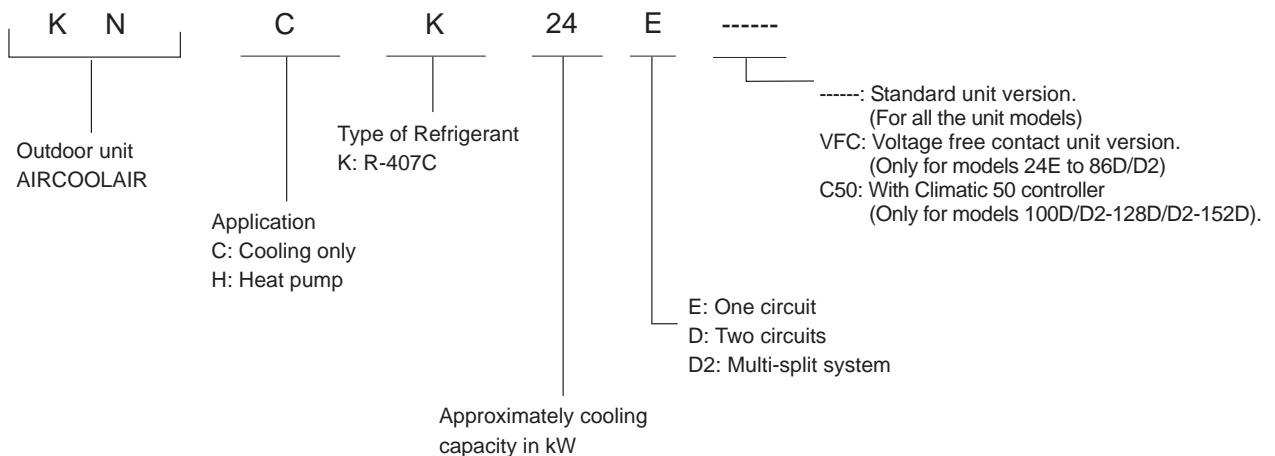 K N C K 24 E ------
------: Standard unit version.
(For all the unit models)
VFC: Voltage free contact unit version.
(Only for models 24E to 86D/D2)
C50: With Climatic 50 controller
(Only for models 100D/D2-128D/D2-152D).
Type of Refrigerant
K: R-407C
Outdoor unit
AIRCOOLAIR
Application
C: Cooling only
H: Heat pump
E: One circuit
D: Two circuits
D2: Multi-split system
Approximately cooling
capacity in kW